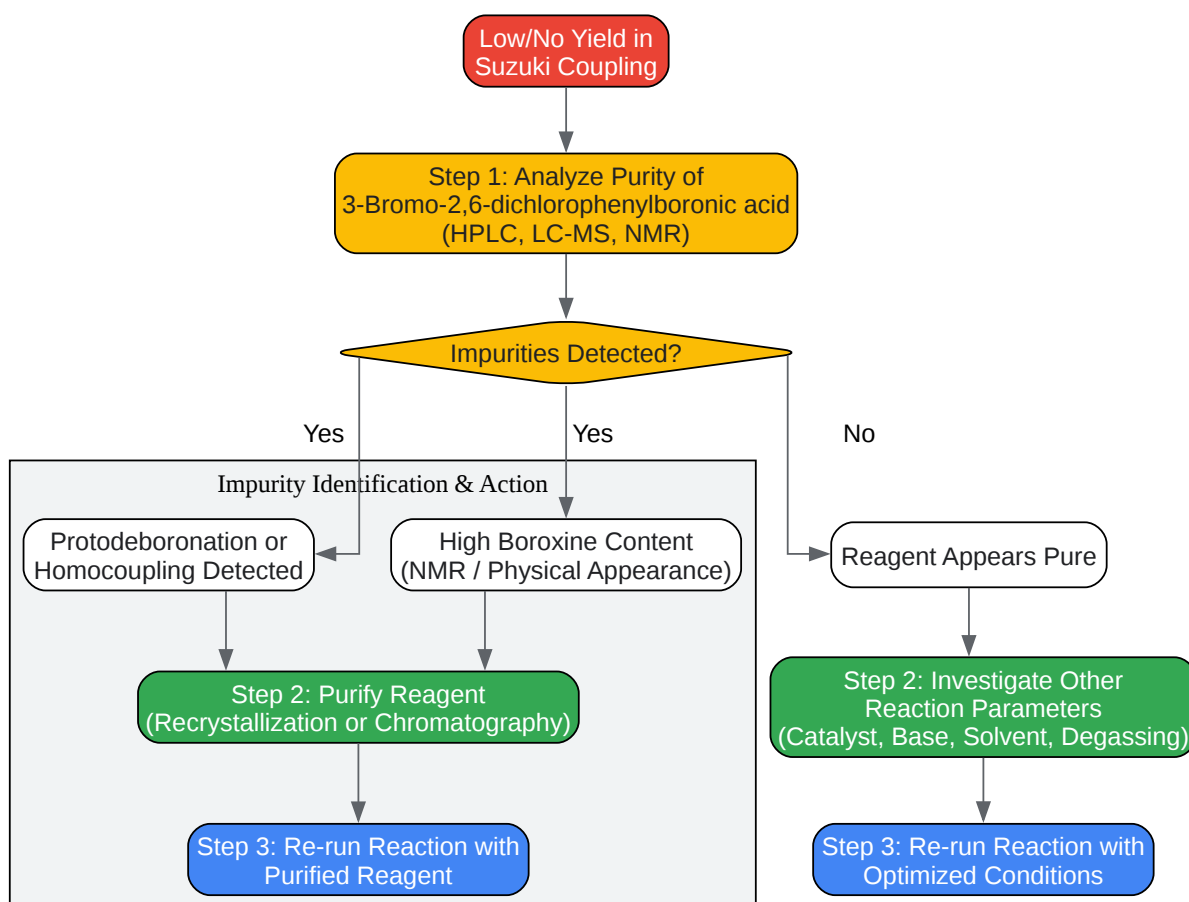 Low/No Yield in
Suzuki Coupling
Step 1: Analyze Purity of
3-Bromo-2,6-dichlorophenylboronic acid
(HPLC, LC-MS, NMR)
Impurities Detected?
Yes
Yes
No
Impurity Identification & Action
Protodeboronation or
Homocoupling Detected
High Boroxine Content
(NMR / Physical Appearance)
Reagent Appears Pure
Step 2: Purify Reagent
(Recrystallization or Chromatography)
Step 2: Investigate Other
Reaction Parameters
(Catalyst, Base, Solvent, Degassing)
Step 3: Re-run Reaction with
Purified Reagent
Step 3: Re-run Reaction with
Optimized Conditions